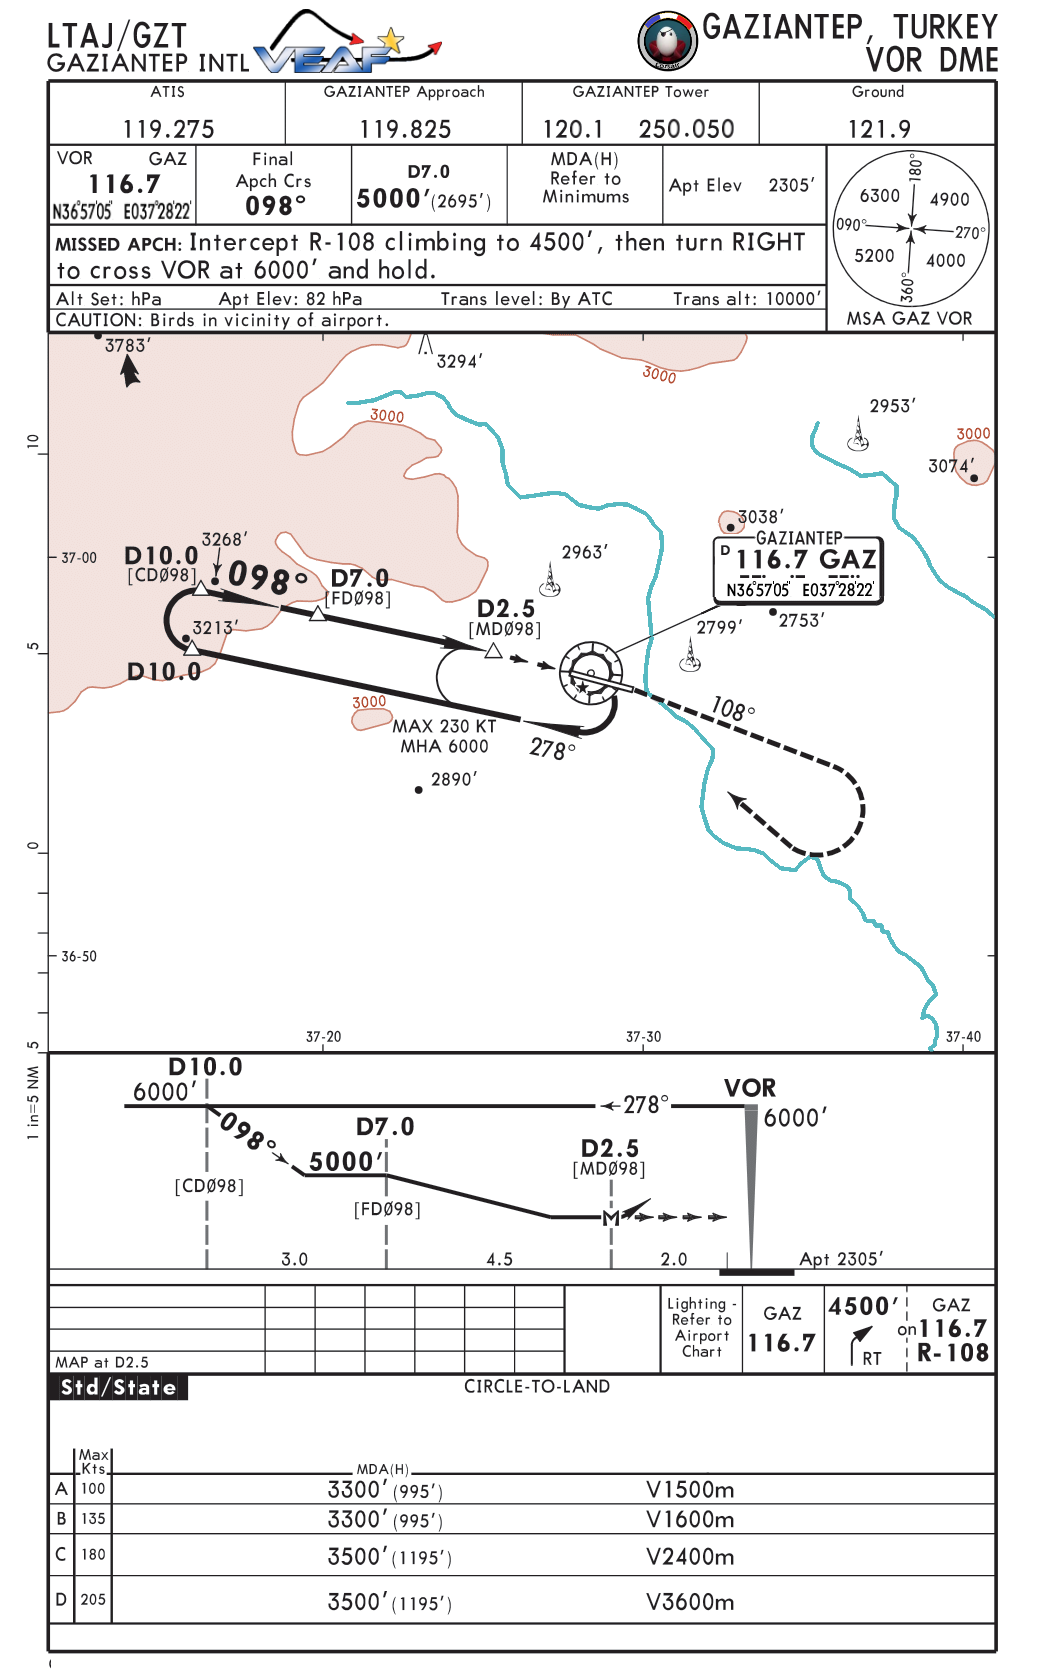 LTAJ/GZT
GAZIANTEP INTL
VEAF
GAZIANTEP, TURKEY
VOR DME
ATIS
119.275
GAZIANTEP Approach
119.825
GAZIANTEP Tower
120.1 250.050
Ground
121.9
VOR GAZ
116.7
N36°57'05" E037°28'22"
Final
Apch Crs
098°
D7.0
5000'(2695')
MDA(H)
Refer to
Minimums
Apt Elev 2305'
MISSED APCH: Intercept R-108 climbing to 4500', then turn RIGHT
to cross VOR at 6000' and hold.
Alt Set: hPa Apt Elev: 82 hPa Trans level: By ATC Trans alt: 10000'
CAUTION: Birds in vicinity of airport.
180°
6300
4900
090°
270°
5200
4000
360°
MSA GAZ VOR
3783'
3294'
3000
3000
2953'
3000
3074'
10
3038'
37-00
3268'
D10.0
[CDØ98]
098°
D7.0
[FDØ98]
2963'
GAZIANTEP
D 116.7 GAZ
N36°57'05" E037°28'22"
D2.5
[MDØ98]
2753'
2799'
3213'
5
D10.0
3000
108°
MAX 230 KT
MHA 6000
278°
2890'
0
36-50
5
37-20
37-30
37-40
1 in=5 NM
D10.0
6000'
278°
VOR
6000'
098°
D7.0
5000'
D2.5
[MDØ98]
[CDØ98]
[FDØ98]
M
3.0
4.5
2.0
Apt 2305'
MAP at D2.5
Lighting -
Refer to
Airport
Chart
GAZ
116.7
4500'
RT
on
GAZ
116.7
R-108
Std/State
CIRCLE-TO-LAND
Max
Kts
MDA(H)
A 100 3300'(995') V1500m
B 135 3300'(995') V1600m
C 180 3500'(1195') V2400m
D 205 3500'(1195') V3600m